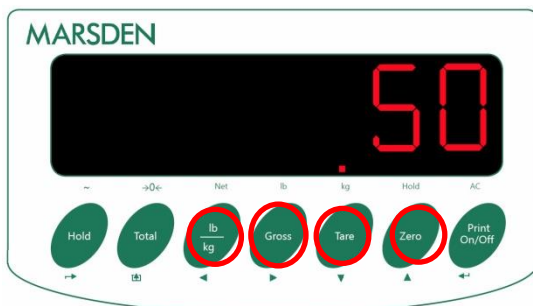 MARSDEN
50
~ →0← Net lb kg Hold AC
Hold Total lb kg Gross Tare Zero Print On/Off